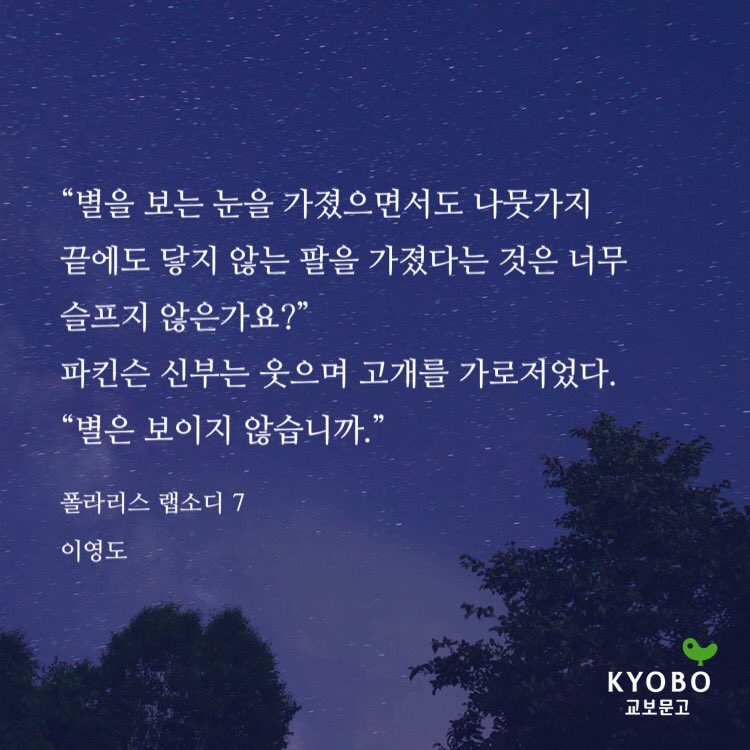 “별을 보는 눈을 가졌으면서도 나뭇가지
끝에도 닿지 않는 팔을 가졌다는 것은 너무
슬프지 않은가요?”
파킨슨 신부는 웃으며 고개를 가로저었다.
“별은 보이지 않습니까.”
폴라리스 랩소디 7
이영도
KYOBO
교보문고